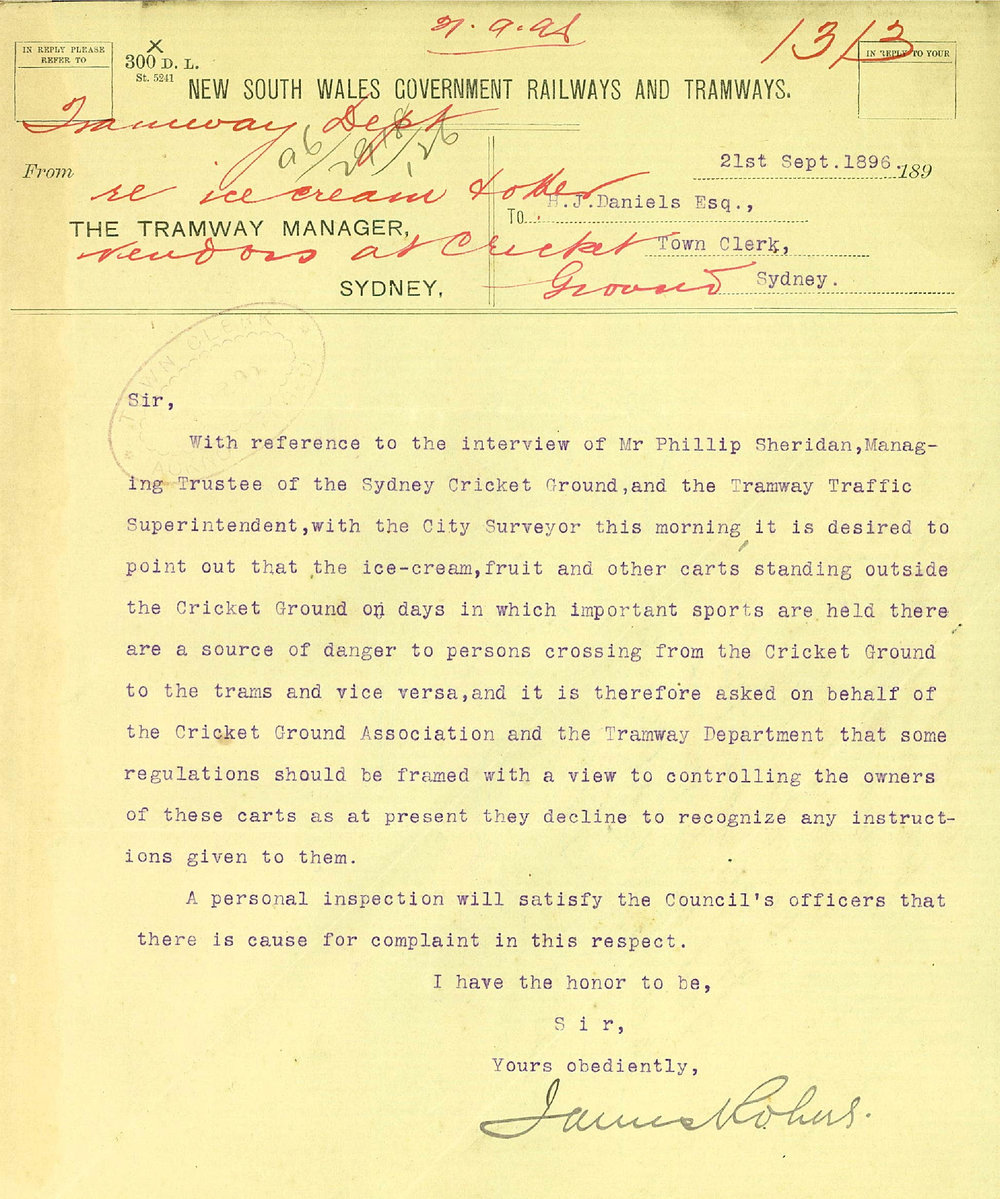 21.9.96
1313
IN REPLY PLEASE
REFER TO
X
300 D. L.
St. 5241
IN REPLY TO YOUR
NEW SOUTH WALES GOVERNMENT RAILWAYS AND TRAMWAYS.
Tramway Dept
96/2918/126
From
21st Sept.1896. 189
re ice cream & other
To H.J.Daniels Esq.,
THE TRAMWAY MANAGER,
vendors at Cricket
Town Clerk,
Ground
Sydney.
SYDNEY,
TOWN CLERK
Sir,
With reference to the interview of Mr Phillip Sheridan,Manag-
ing Trustee of the Sydney Cricket Ground,and the Tramway Traffic
Superintendent,with the City Surveyor this morning,it is desired to
point out that the ice-cream,fruit and other carts standing outside
the Cricket Ground on days in which important sports are held there
are a source of danger to persons crossing from the Cricket Ground
to the trams and vice versa,and it is therefore asked on behalf of
the Cricket Ground Association and the Tramway Department that some
regulations should be framed with a view to controlling the owners
of these carts as at present they decline to recognize any instruct-
ions given to them.
A personal inspection will satisfy the Council's officers that
there is cause for complaint in this respect.
I have the honor to be,
S i r,
Yours obediently,
James Roberts.